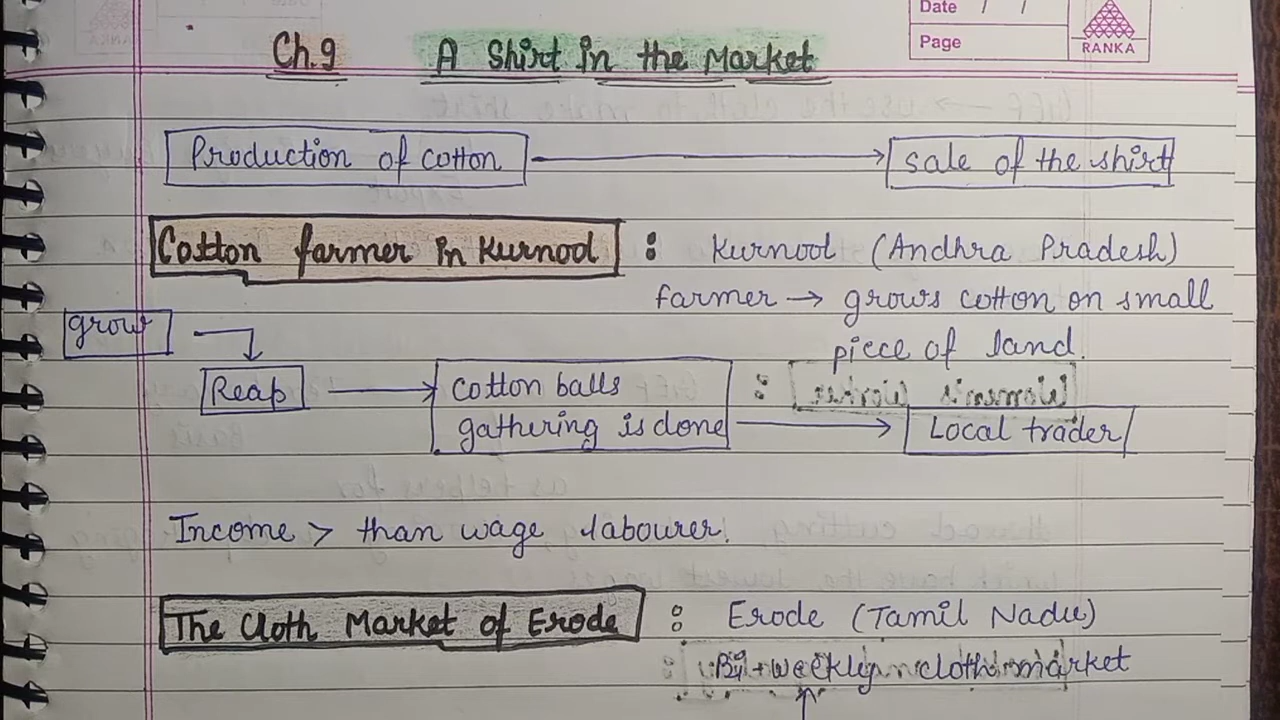 Date / /
Page
RANKA
Ch.9 A Shirt in the Market
Production of cotton → sale of the shirt
Cotton farmer in Kurnod : Kurnool (Andhra Pradesh)
farmer → grows cotton on small
piece of land.
grow
Reap → cotton balls
gathering is done → Local trader
Income > than wage labourer.
The Cloth Market of Erode : Erode (Tamil Nadu)
Bi-weekly cloth market